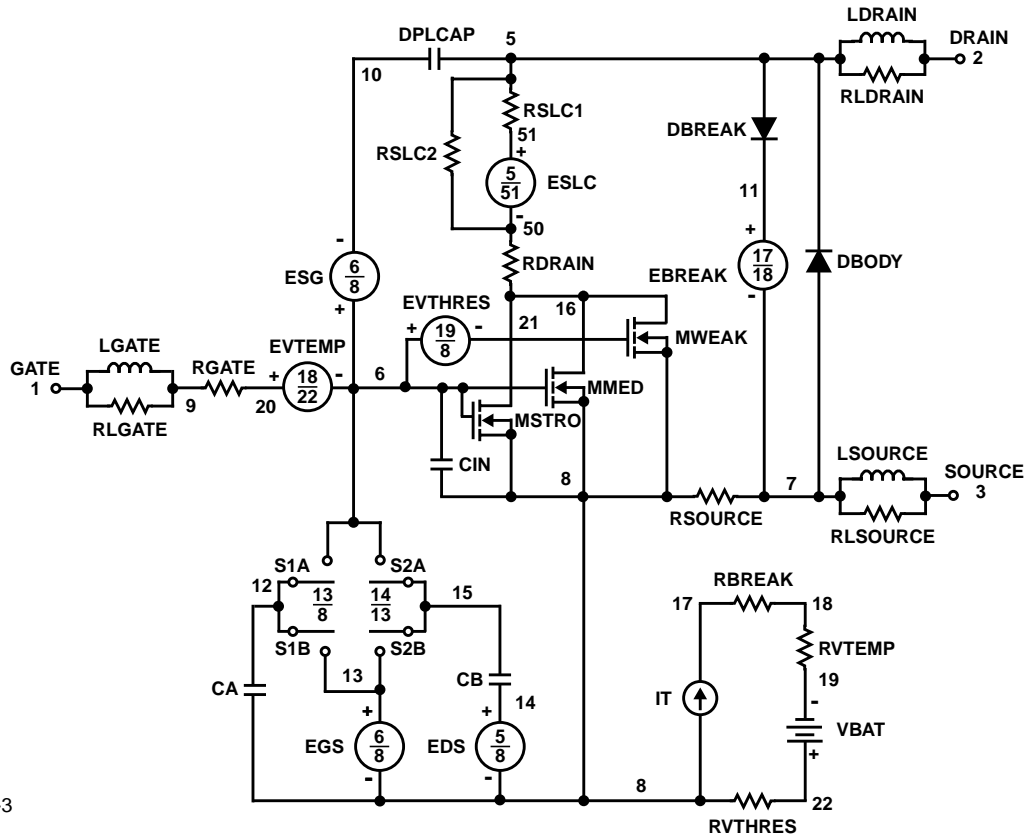 LDRAIN
DPLCAP 5 DRAIN
2
10
RLDRAIN
RSLC1
DBREAK
51
+
RSLC2
5
51
ESLC
11
-
50
+
-
17
18
RDRAIN
EBREAK
DBODY
6
8
ESG
-
EVTHRES
16
+
21
+
19
8
-
MWEAK
LGATE
EVTEMP
GATE
RGATE
6
MMED
1
+
18
22
-
9
20
MSTRO
RLGATE
LSOURCE
CIN
8
7
SOURCE
3
RSOURCE
RLSOURCE
S1A
S2A
12
13
8
14
13
15
RBREAK
17
18
S1B
S2B
RVTEMP
13
CB
19
CA
14
IT
-
+
+
VBAT
EGS
6
8
EDS
5
8
+
-
-
8
22
RVTHRES
3